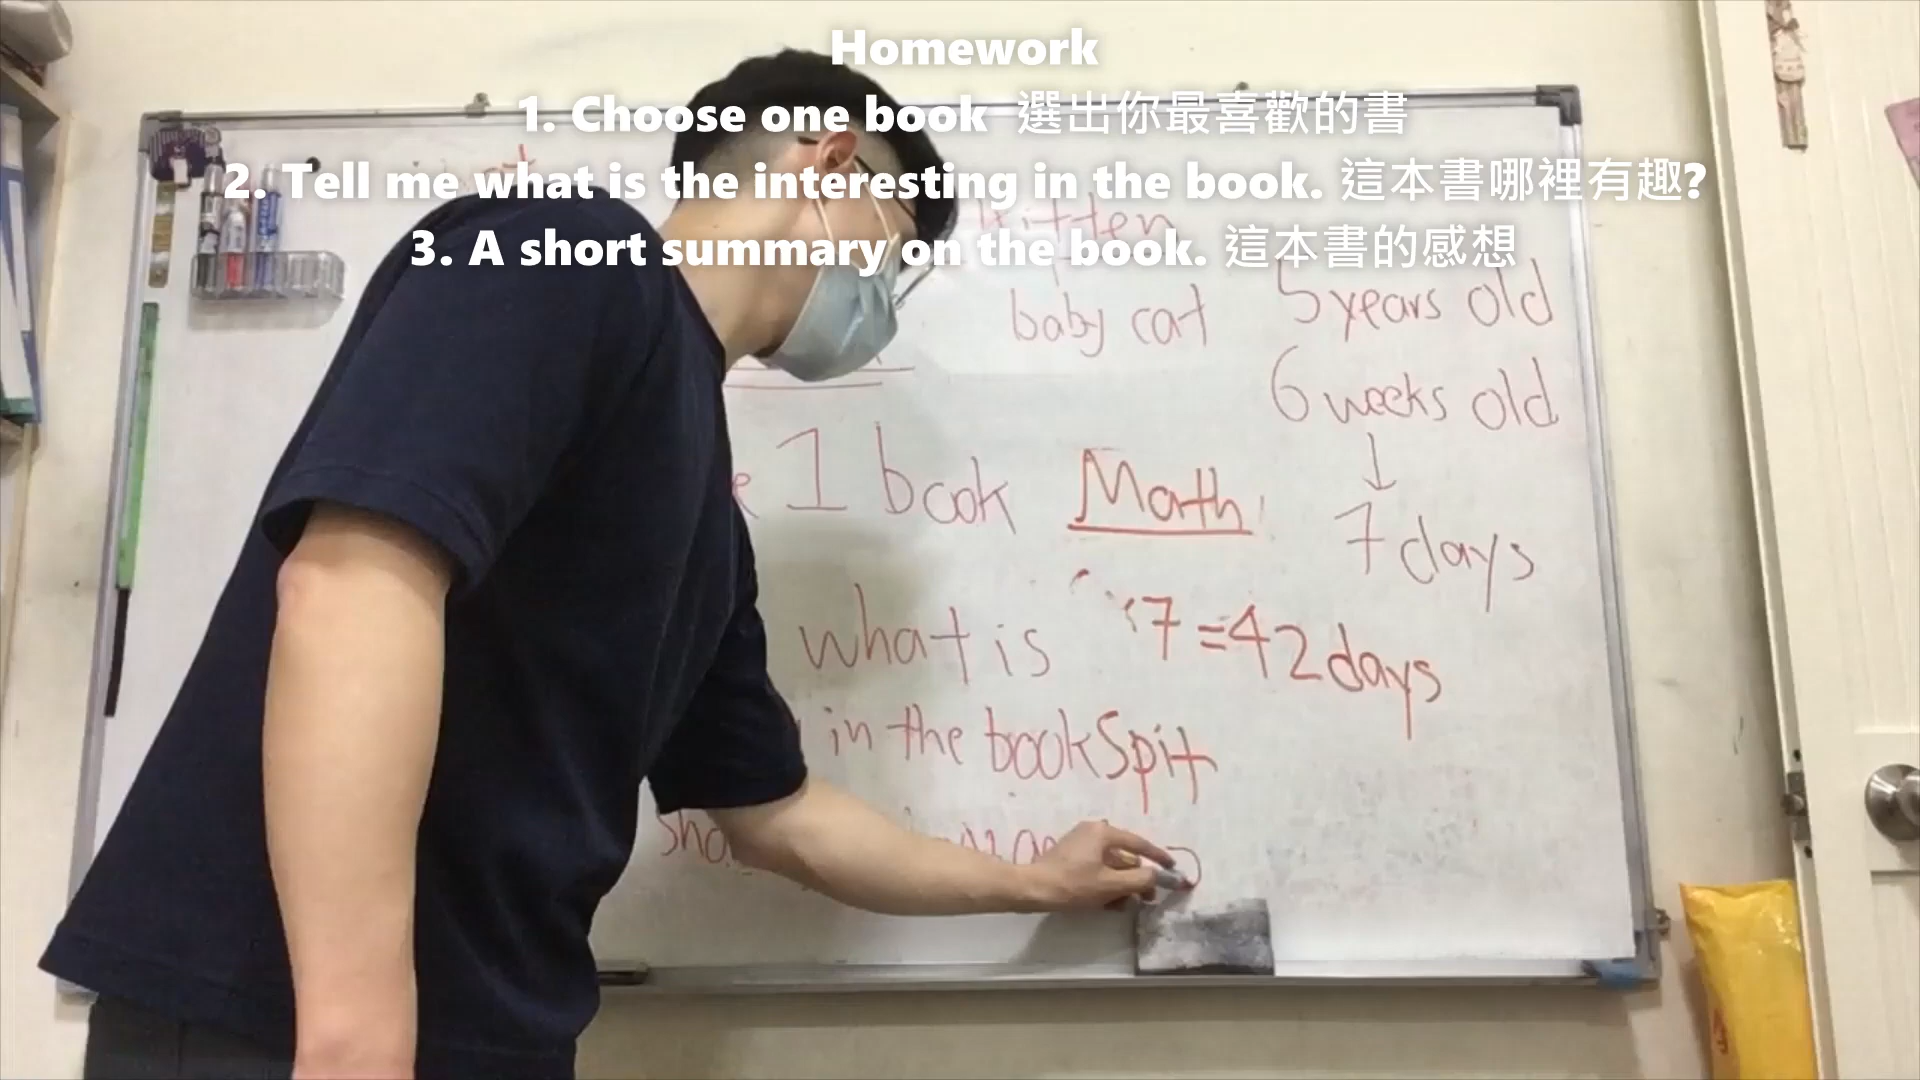 Homework
1. Choose one book 選出你最喜歡的書
2. Tell me what is the interesting in the book. 這本書哪裡有趣?
3. A short summary on the book. 這本書的感想
kitten
baby cat
5 years old
6 weeks old
1 book
Math
7 days
what is
7 = 42 days
in the book
Spit